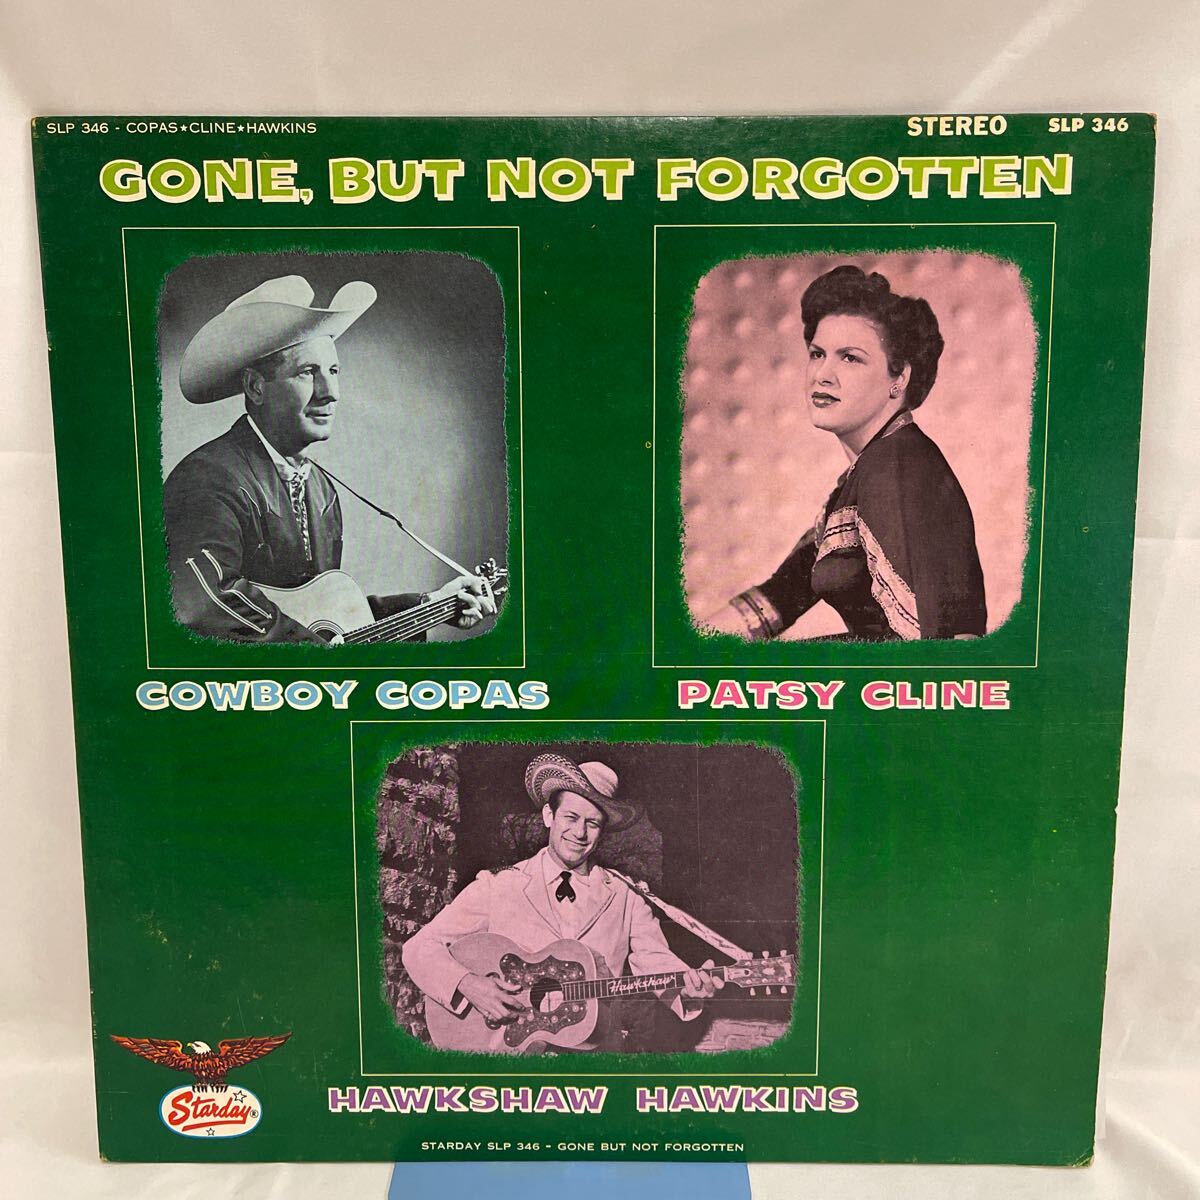 SLP 346 - COPAS★CLINE★HAWKINS
STEREO SLP 346
GONE, BUT NOT FORGOTTEN
COWBOY COPAS
PATSY CLINE
Hawkshaw
HAWKSHAW HAWKINS
Starday®
STARDAY SLP 346 - GONE BUT NOT FORGOTTEN